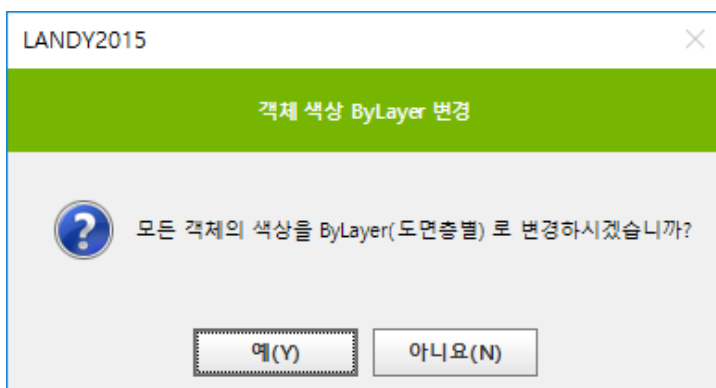 LANDY2015
객체 색상 ByLayer 변경
모든 객체의 색상을 ByLayer(도면층별) 로 변경하시겠습니까?
예(Y)
아니요(N)